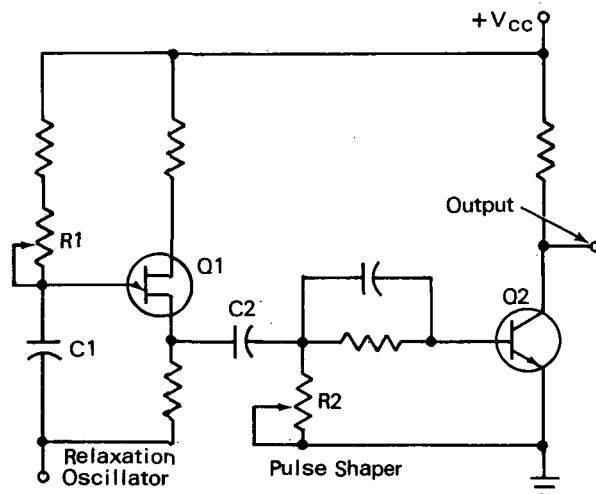 +VCC
R1
Q1
Output
C2
Q2
C1
R2
Relaxation
Oscillator
Pulse Shaper